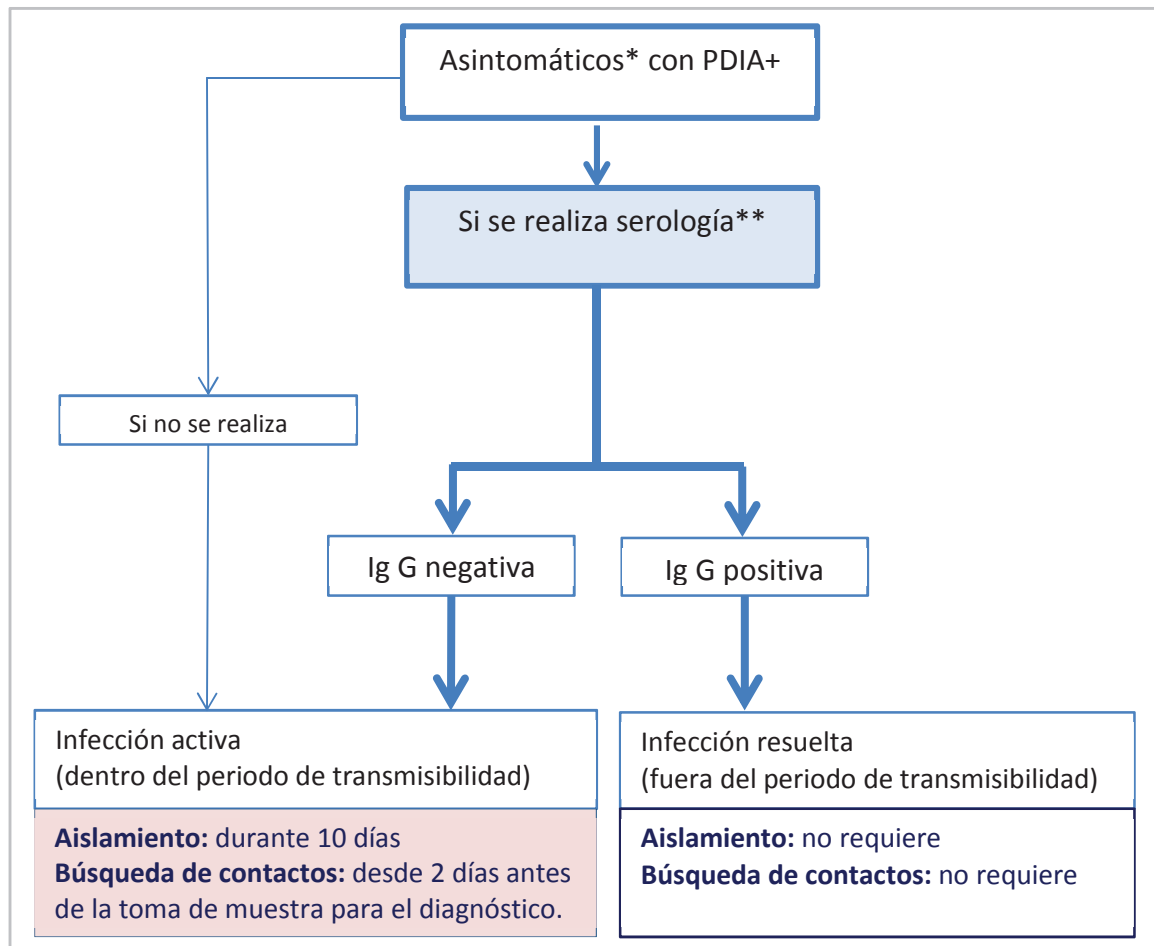 Asintomáticos* con PDIA+
Si se realiza serología**
Si no se realiza
Ig G negativa
Ig G positiva
Infección activa
(dentro del periodo de transmisibilidad)
Aislamiento: durante 10 días
Búsqueda de contactos: desde 2 días antes
de la toma de muestra para el diagnóstico.
Infección resuelta
(fuera del periodo de transmisibilidad)
Aislamiento: no requiere
Búsqueda de contactos: no requiere